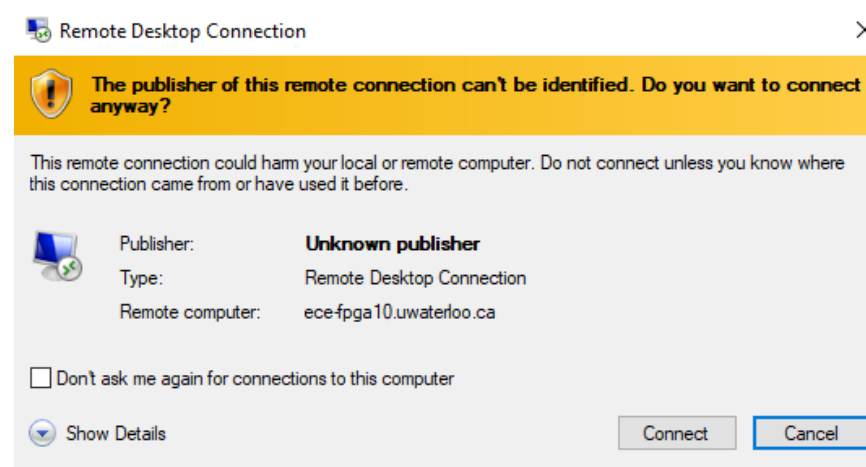 Remote Desktop Connection
The publisher of this remote connection can't be identified. Do you want to connect
anyway?
This remote connection could harm your local or remote computer. Do not connect unless you know where
this connection came from or have used it before.
Publisher: Unknown publisher
Type: Remote Desktop Connection
Remote computer: ece-fpga10.uwaterloo.ca
Don't ask me again for connections to this computer
Show Details Connect Cancel